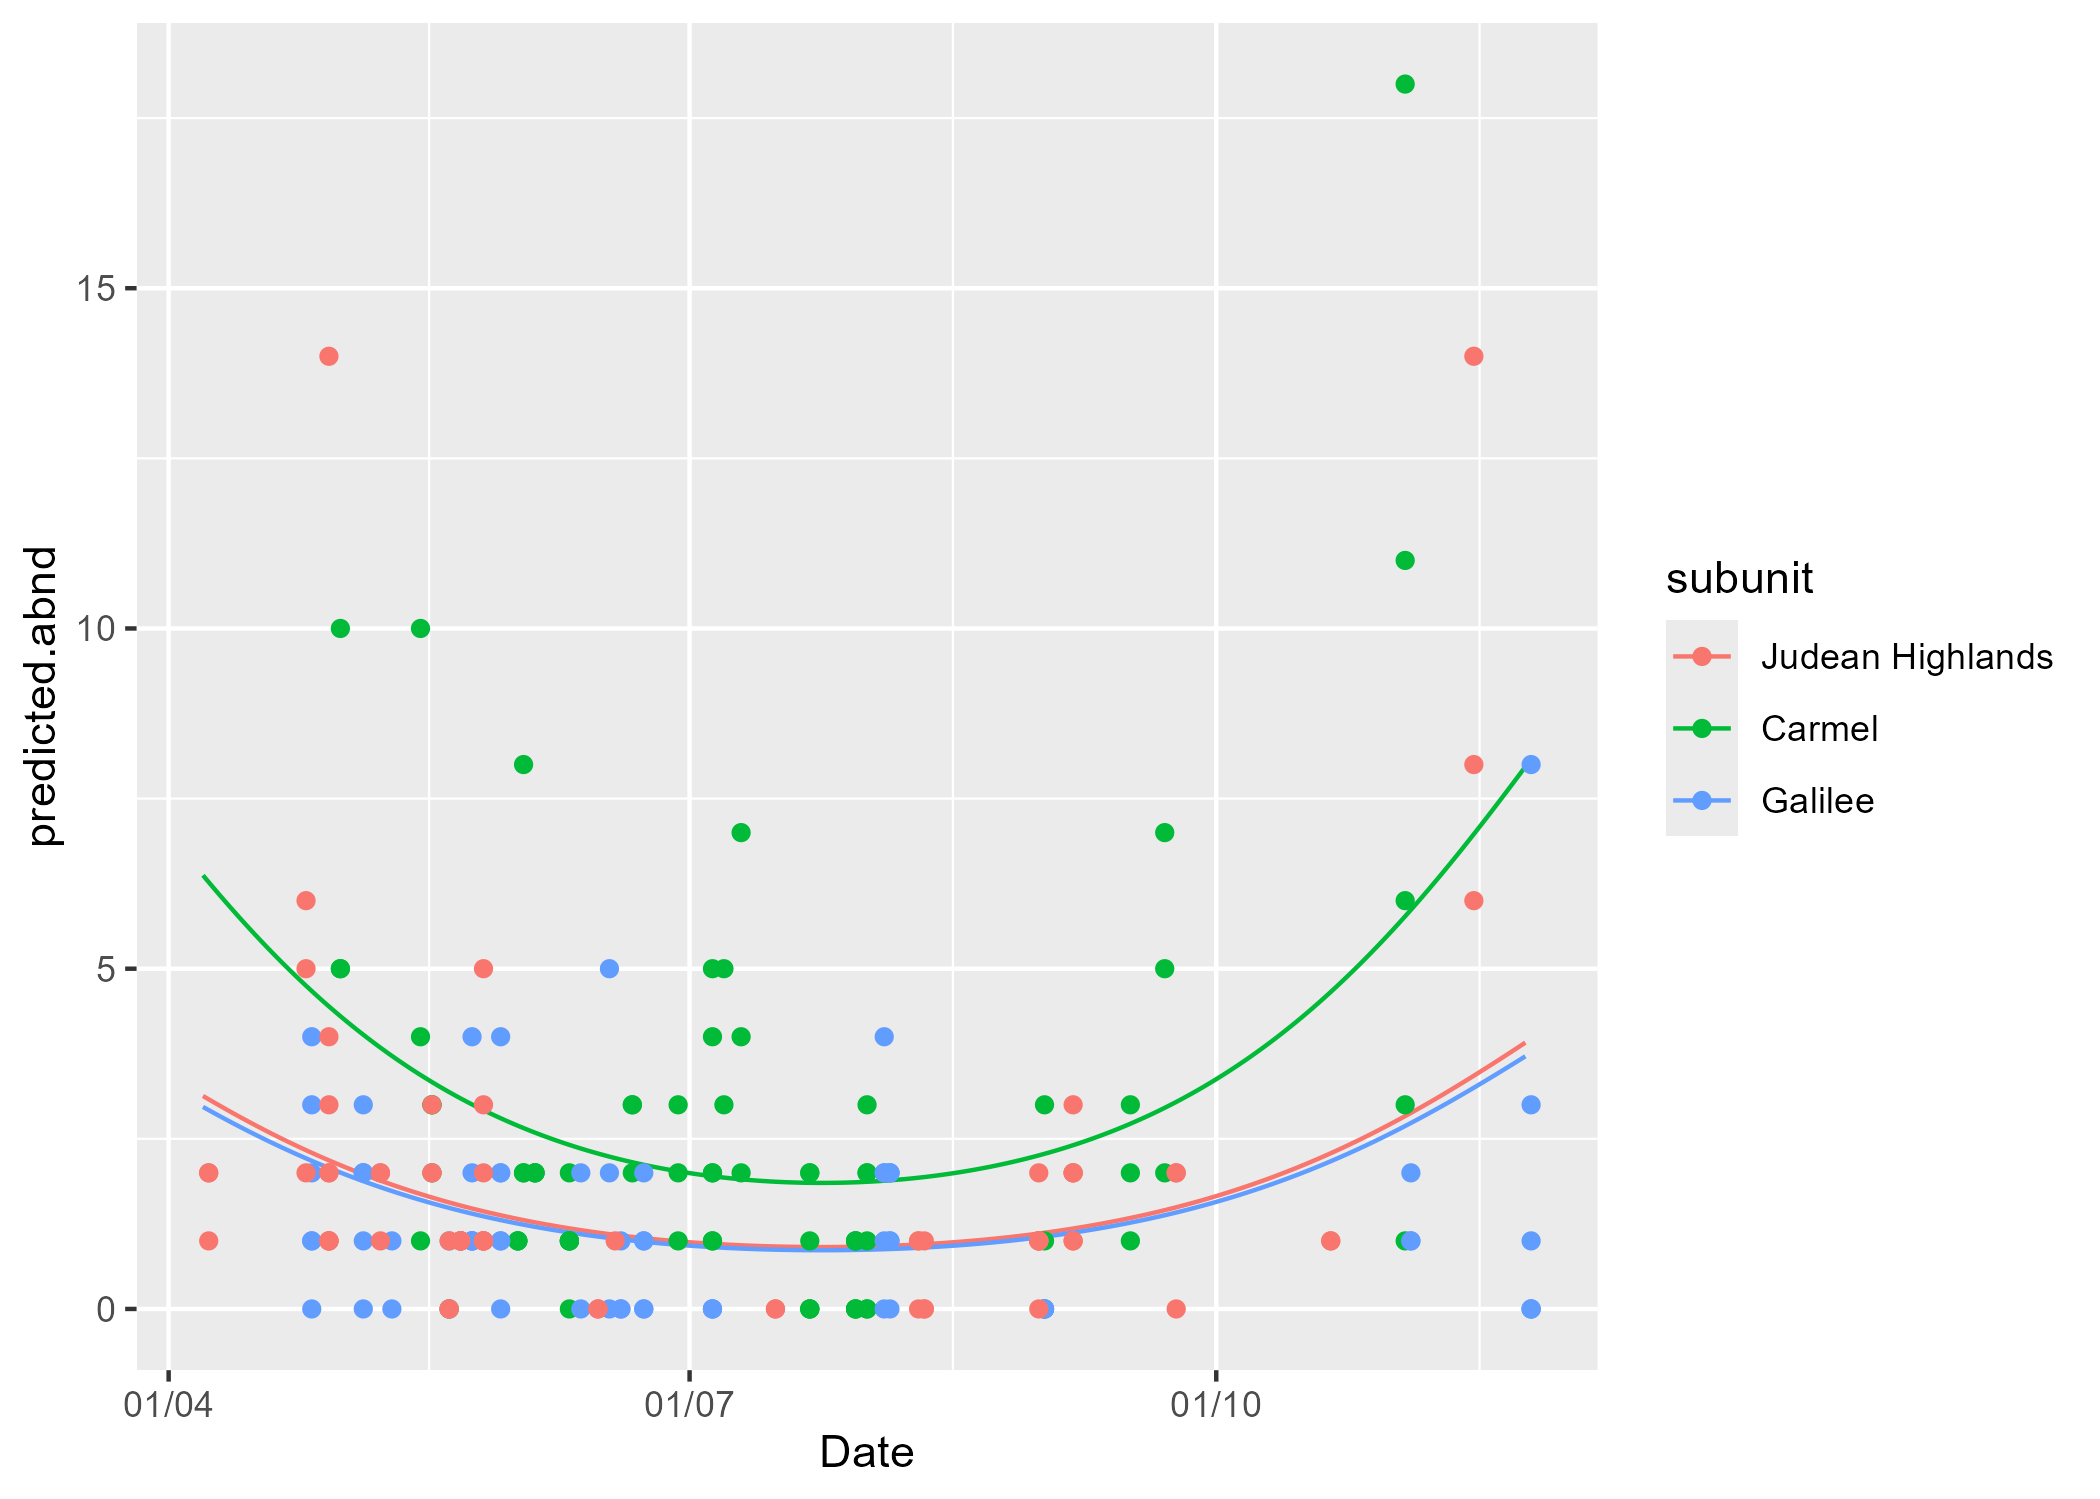 predicted.abnd
15
10
5
0
01/04
01/07
01/10
Date
subunit
Judean Highlands
Carmel
Galilee